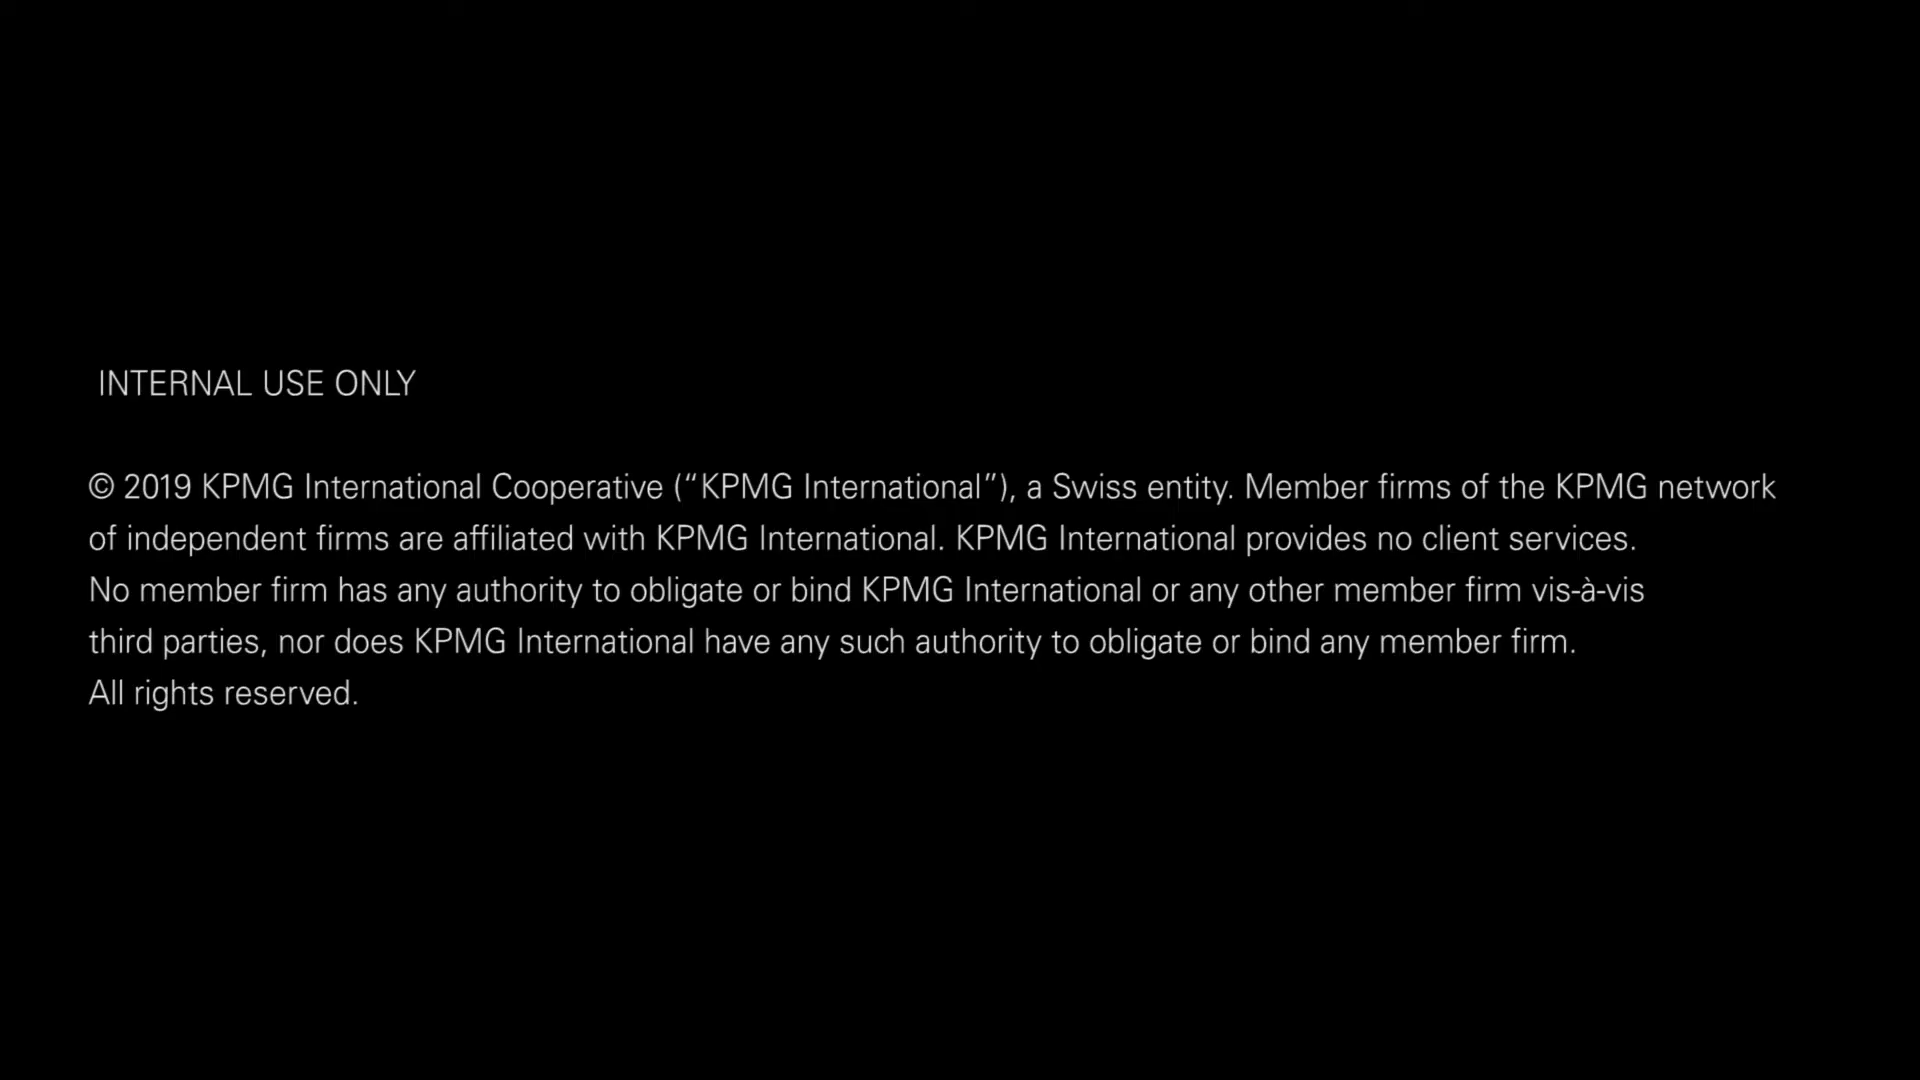 INTERNAL USE ONLY
© 2019 KPMG International Cooperative (“KPMG International”), a Swiss entity. Member firms of the KPMG network
of independent firms are affiliated with KPMG International. KPMG International provides no client services.
No member firm has any authority to obligate or bind KPMG International or any other member firm vis-à-vis
third parties, nor does KPMG International have any such authority to obligate or bind any member firm.
All rights reserved.